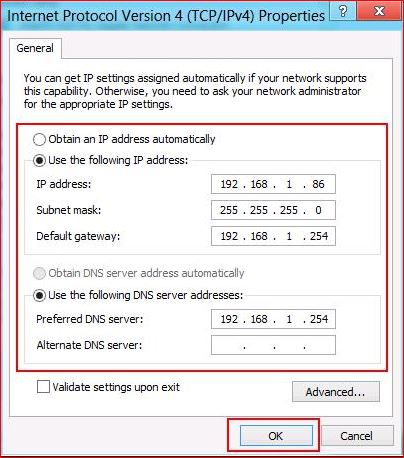 Internet Protocol Version 4 (TCP/IPv4) Properties ? x
General
You can get IP settings assigned automatically if your network supports
this capability. Otherwise, you need to ask your network administrator
for the appropriate IP settings.
Obtain an IP address automatically
Use the following IP address:
IP address: 192 . 168 . 1 . 86
Subnet mask: 255 . 255 . 255 . 0
Default gateway: 192 . 168 . 1 . 254
Obtain DNS server address automatically
Use the following DNS server addresses:
Preferred DNS server: 192 . 168 . 1 . 254
Alternate DNS server: . . .
Validate settings upon exit
Advanced...
OK Cancel